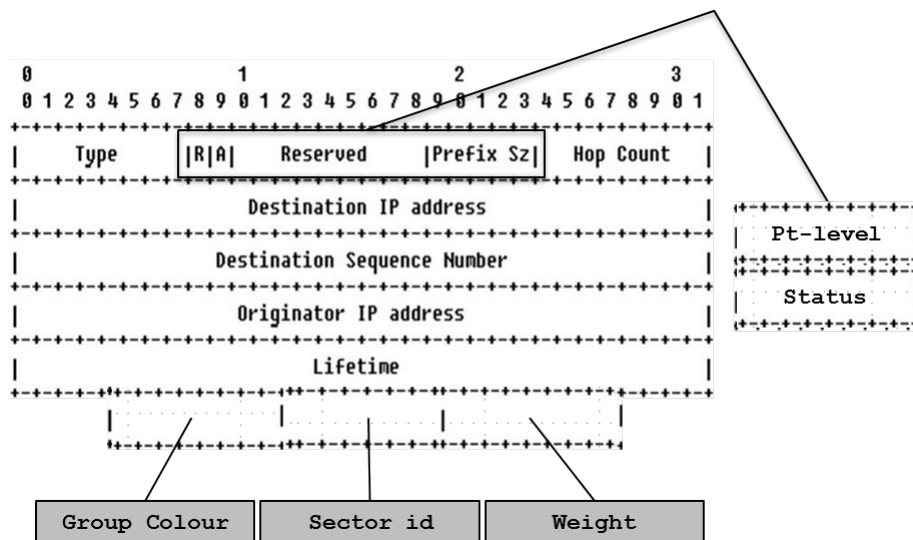 0 1 2 3
0 1 2 3 4 5 6 7 8 9 0 1 2 3 4 5 6 7 8 9 0 1 2 3 4 5 6 7 8 9 0 1
| Type |R|A| Reserved |Prefix Sz| Hop Count |
| Destination IP address |
| Destination Sequence Number |
| Originator IP address |
| Lifetime |
Pt-level
Status
Group Colour
Sector id
Weight